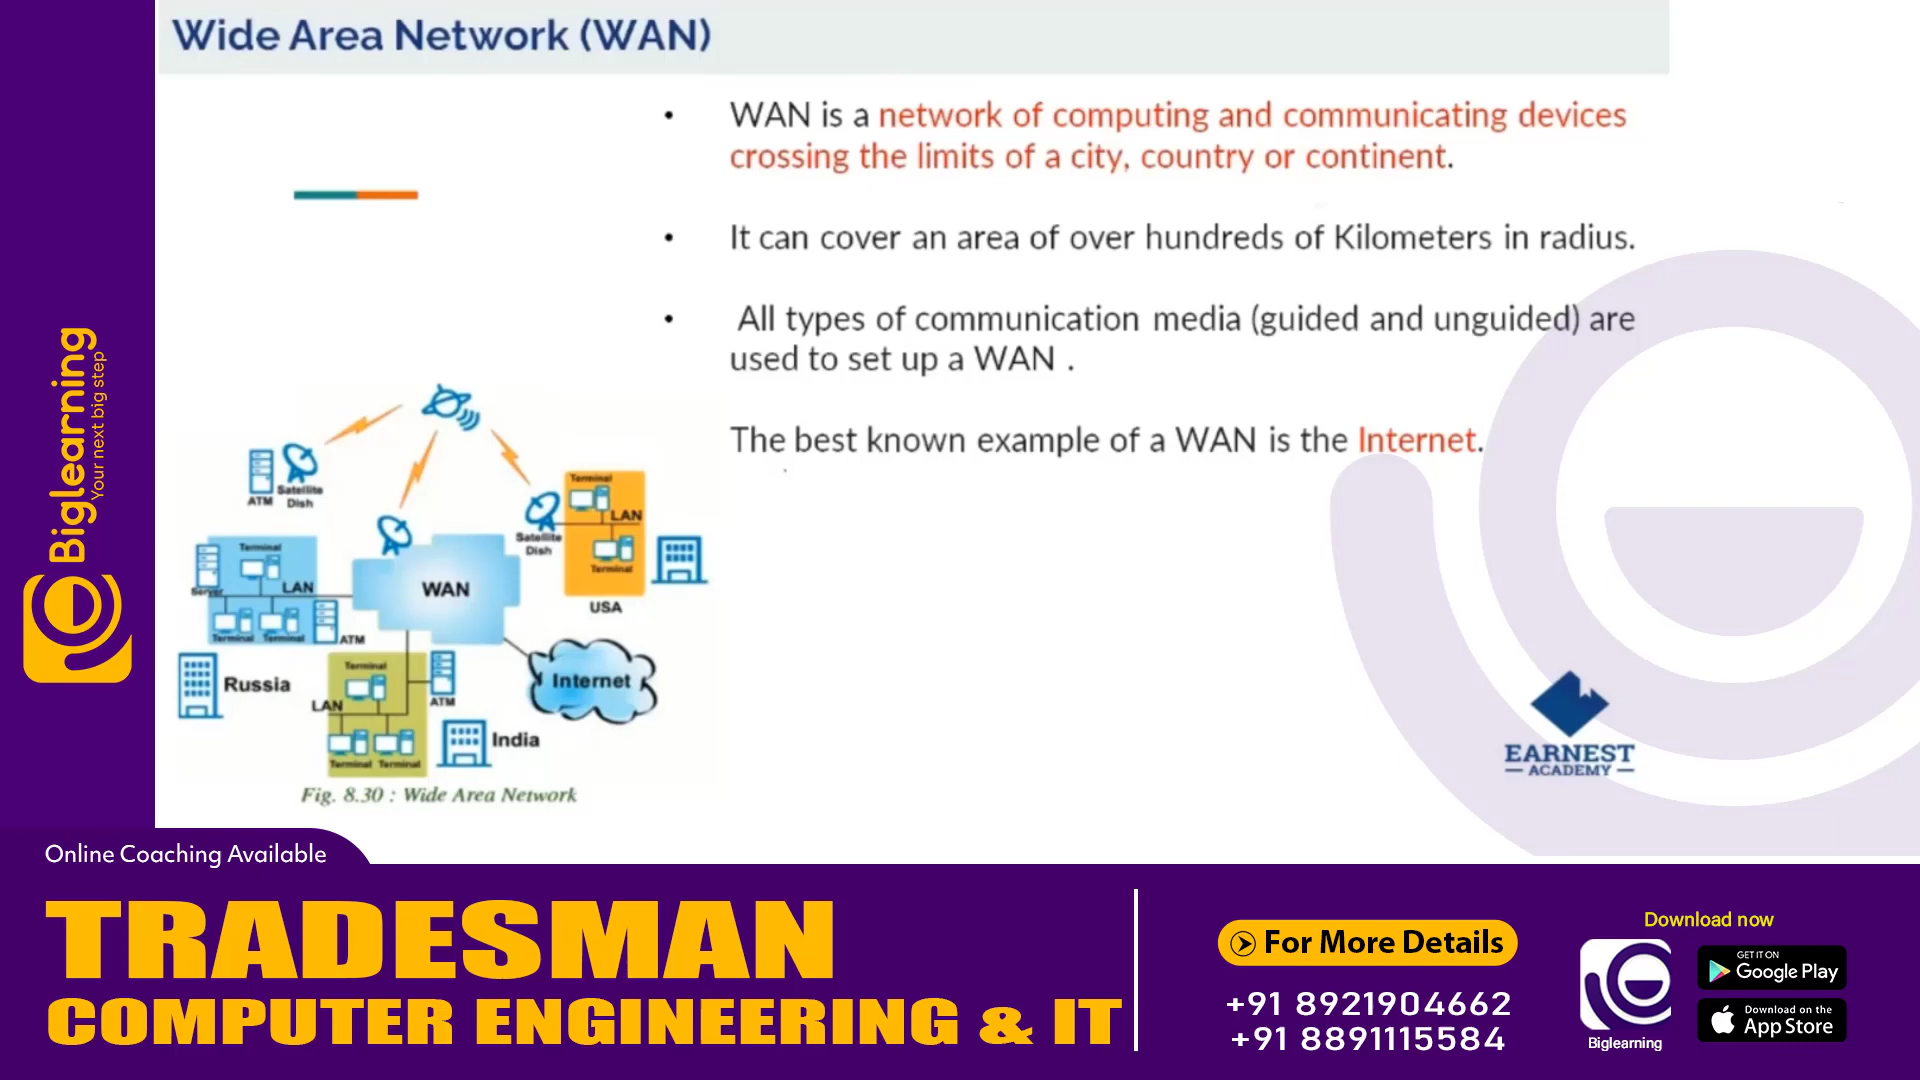 Wide Area Network (WAN)
• WAN is a network of computing and communicating devices
crossing the limits of a city, country or continent.
• It can cover an area of over hundreds of Kilometers in radius.
• All types of communication media (guided and unguided) are
used to set up a WAN .
The best known example of a WAN is the Internet.
ATM
Satellite
Dish
Satellite
Dish
Terminal
LAN
Terminal
USA
Terminal
Server
LAN
Terminal Terminal
ATM
WAN
Russia
Terminal
LAN
ATM
Terminal Terminal
India
Internet
Fig. 8.30 : Wide Area Network
EARNEST
ACADEMY
Biglearning
Your next big step
Online Coaching Available
TRADESMAN
COMPUTER ENGINEERING & IT
For More Details
+91 8921904662
+91 8891115584
Download now
Biglearning
GET IT ON
Google Play
Download on the
App Store